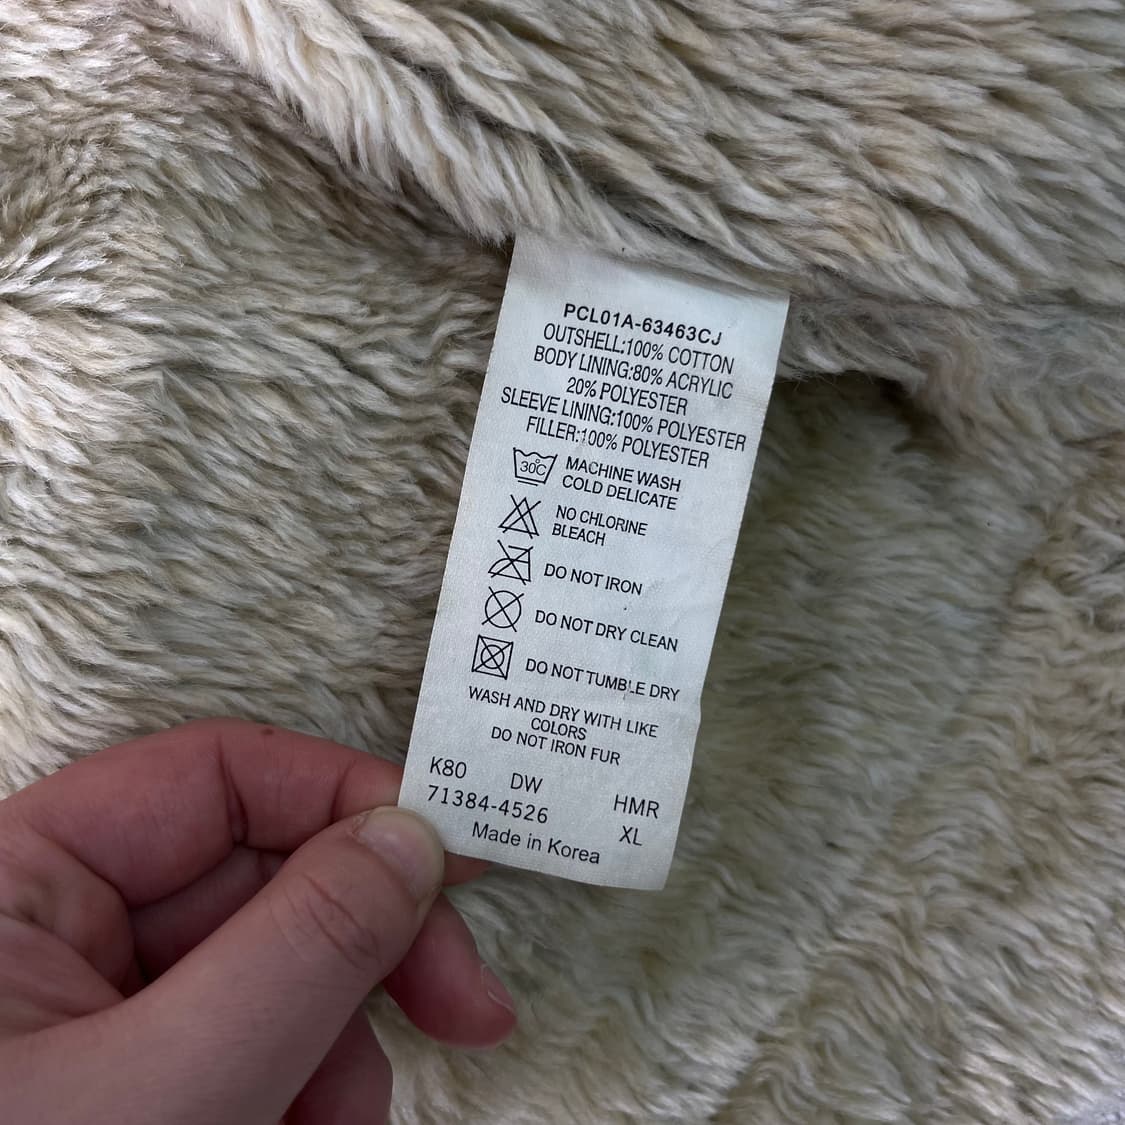 PCL01A-63463CJ
OUTSHELL:100% COTTON
BODY LINING:80% ACRYLIC
20% POLYESTER
SLEEVE LINING:100% POLYESTER
FILLER:100% POLYESTER
30°C MACHINE WASH
COLD DELICATE
NO CHLORINE
BLEACH
DO NOT IRON
DO NOT DRY CLEAN
DO NOT TUMBLE DRY
WASH AND DRY WITH LIKE
COLORS
DO NOT IRON FUR
K80 DW HMR
71384-4526 XL
Made in Korea